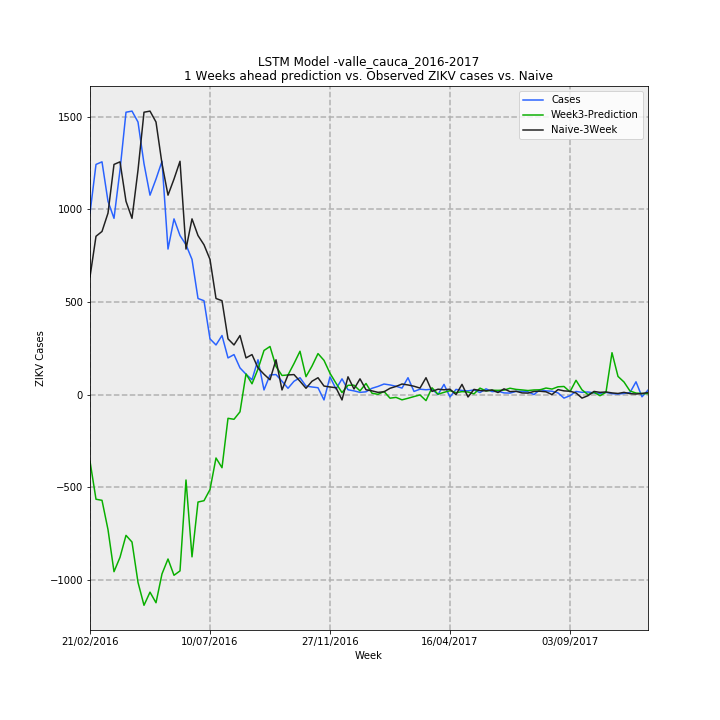 LSTM Model -valle_cauca_2016-2017
1 Weeks ahead prediction vs. Observed ZIKV cases vs. Naive
Cases
Week3-Prediction
Naive-3Week
1500
1000
500
0
−500
−1000
ZIKV Cases
21/02/2016
10/07/2016
27/11/2016
16/04/2017
03/09/2017
Week